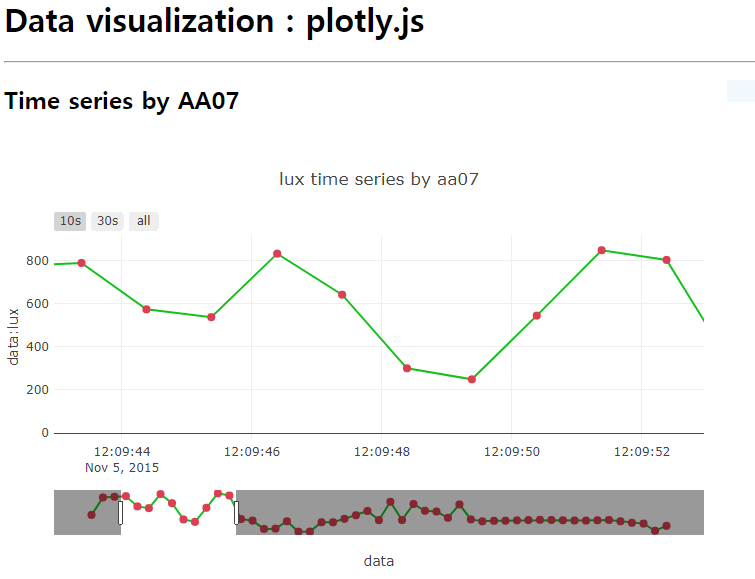 Data visualization : plotly.js
Time series by AA07
lux time series by aa07
10s 30s all
800
600
400
200
0
data:lux
12:09:44 12:09:46 12:09:48 12:09:50 12:09:52
Nov 5, 2015
data